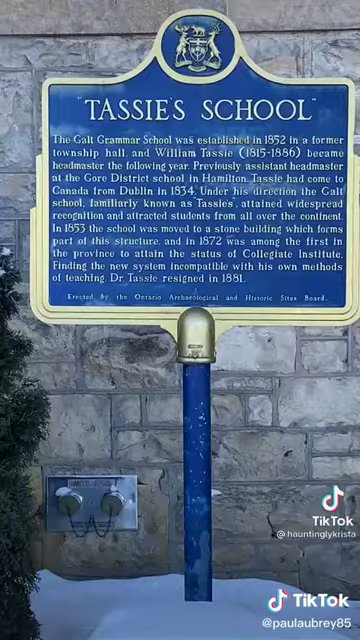 "TASSIE'S SCHOOL"
The Galt Grammar School was established in 1852 in a former
township hall, and William Tassie (1815-1886) became
headmaster the following year. Previously assistant headmaster
at the Gore District school in Hamilton, Tassie had come to
Canada from Dublin in 1834. Under his direction the Galt
school, familiarly known as "Tassie's", attained widespread
recognition and attracted students from all over the continent.
In 1853 the school was moved to a stone building which forms
part of this structure, and in 1872 was among the first in
the province to attain the status of Collegiate Institute.
Finding the new system incompatible with his own methods
of teaching, Dr. Tassie resigned in 1881.
Erected by the Ontario Archaeological and Historic Sites Board.
TikTok
@hauntinglykrista
TikTok
@paulaubrey85